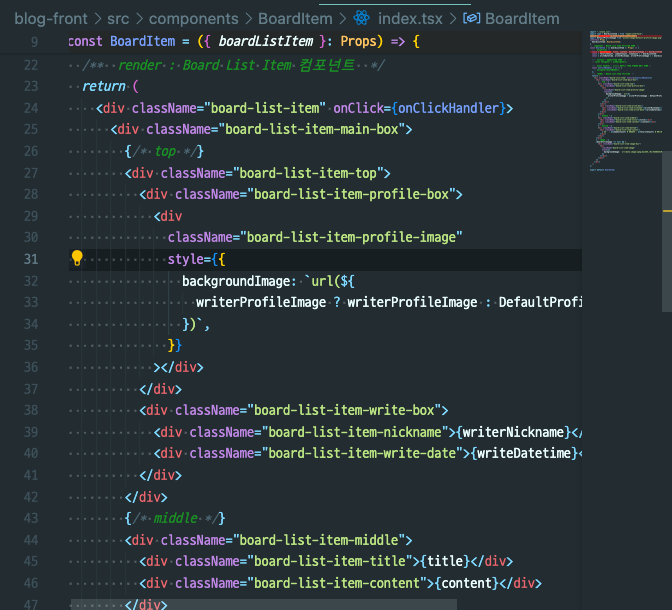 blog-front > src > components > BoardItem > index.tsx > BoardItem
9 const BoardItem = ({ boardListItem }: Props) => {
22 /** render : Board List Item 컴포넌트 */
23 return (
24 <div className="board-list-item" onClick={onClickHandler}>
25 <div className="board-list-item-main-box">
26 {/* top */}
27 <div className="board-list-item-top">
28 <div className="board-list-item-profile-box">
29 <div
30 className="board-list-item-profile-image"
31 style={{
32 backgroundImage: `url(${
33 writerProfileImage ? writerProfileImage : DefaultProfi
34 })`,
35 }}
36 ></div>
37 </div>
38 <div className="board-list-item-write-box">
39 <div className="board-list-item-nickname">{writerNickname}</
40 <div className="board-list-item-write-date">{writeDatetime}<
41 </div>
42 </div>
43 {/* middle */}
44 <div className="board-list-item-middle">
45 <div className="board-list-item-title">{title}</div>
46 <div className="board-list-item-content">{content}</div>
47 </div>